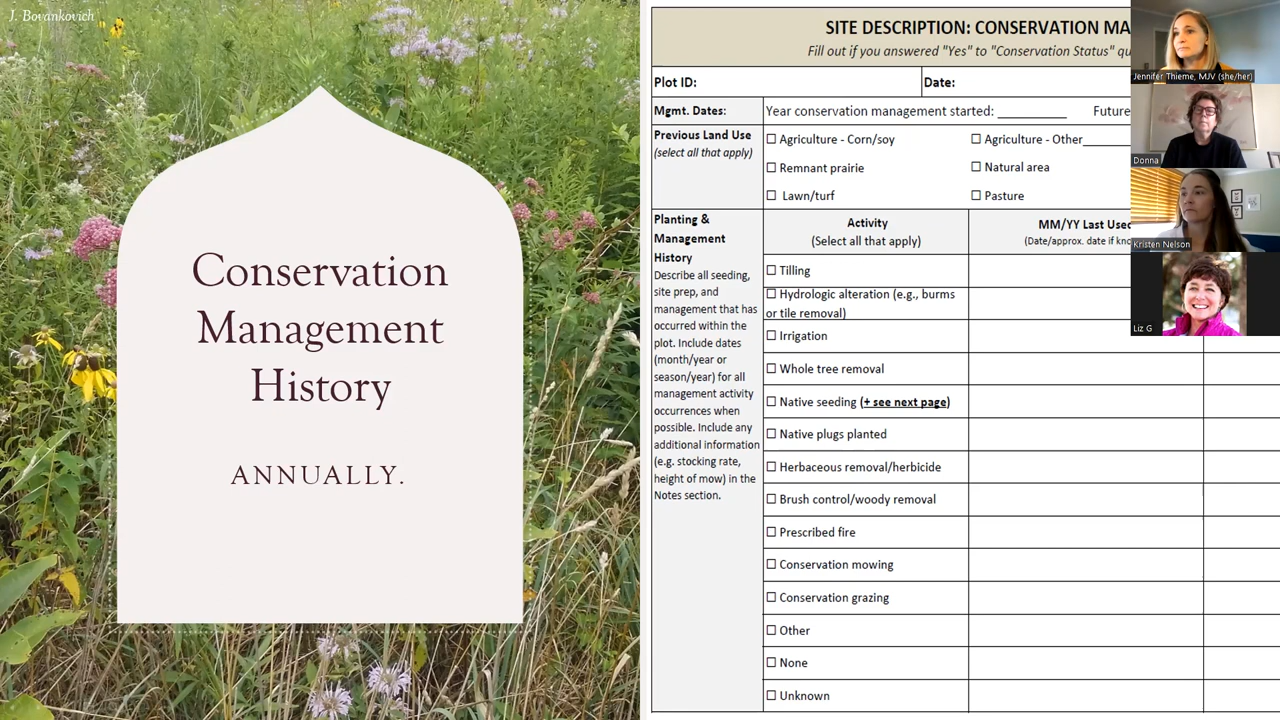 J. Bovankovich
Conservation
Management
History
ANNUALLY.
SITE DESCRIPTION: CONSERVATION MA
Fill out if you answered "Yes" to "Conservation Status" qu
Plot ID:
Date:
Mgmt. Dates:
Year conservation management started: __________
Future
Previous Land Use
(select all that apply)
☐ Agriculture - Corn/soy
☐ Agriculture - Other_______
☐ Remnant prairie
☐ Natural area
☐ Lawn/turf
☐ Pasture
Planting &
Management
History
Describe all seeding,
site prep, and
management that has
occurred within the
plot. Include dates
(month/year or
season/year) for all
management activity
occurrences when
possible. Include any
additional information
(e.g. stocking rate,
height of mow) in the
Notes section.
Activity
(Select all that apply)
MM/YY Last Used
(Date/approx. date if kno
☐ Tilling
☐ Hydrologic alteration (e.g., burms
or tile removal)
☐ Irrigation
☐ Whole tree removal
☐ Native seeding (+ see next page)
☐ Native plugs planted
☐ Herbaceous removal/herbicide
☐ Brush control/woody removal
☐ Prescribed fire
☐ Conservation mowing
☐ Conservation grazing
☐ Other
☐ None
☐ Unknown
Jennifer Thieme, MJV (she/her)
Donna
Kristen Nelson
Liz G